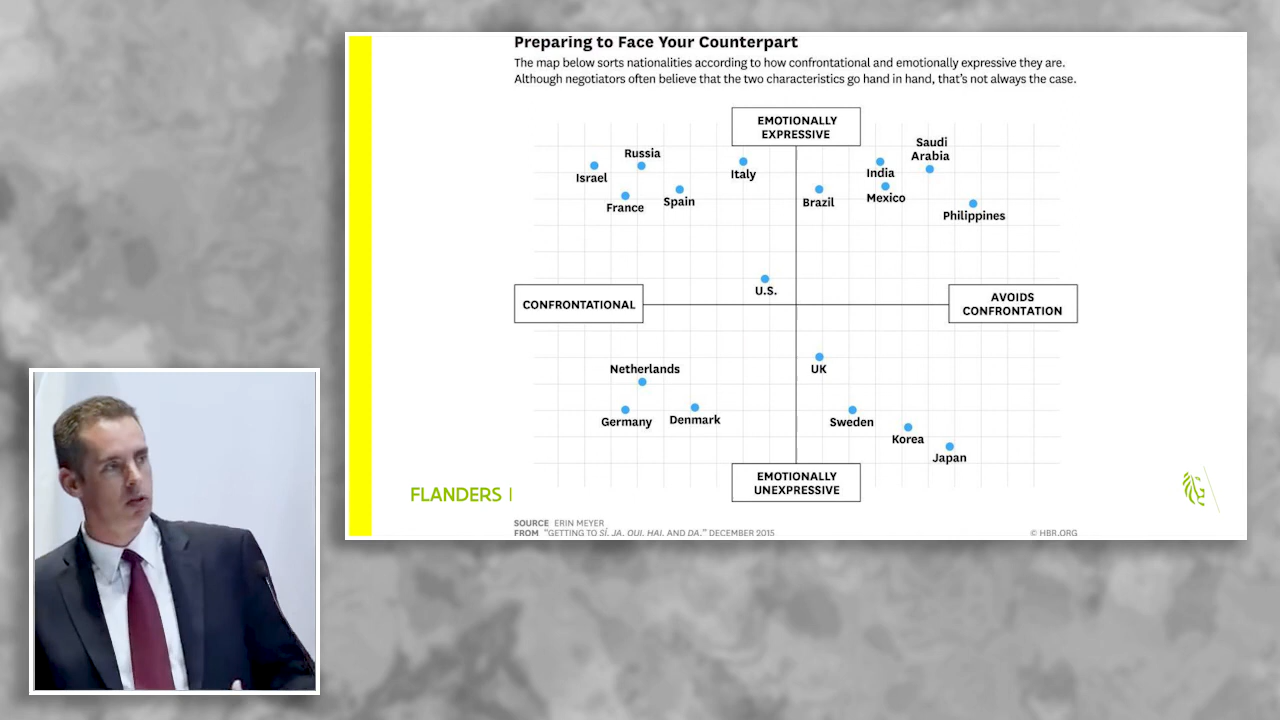 Preparing to Face Your Counterpart
The map below sorts nationalities according to how confrontational and emotionally expressive they are.
Although negotiators often believe that the two characteristics go hand in hand, that's not always the case.
EMOTIONALLY
EXPRESSIVE
Saudi
Arabia
Russia
Israel
Italy
India
France
Spain
Brazil
Mexico
Philippines
U.S.
CONFRONTATIONAL
AVOIDS
CONFRONTATION
Netherlands
UK
Germany
Denmark
Sweden
Korea
Japan
EMOTIONALLY
UNEXPRESSIVE
FLANDERS
SOURCE ERIN MEYER
FROM "GETTING TO SÍ, JA, OUI, HAI, AND DA," DECEMBER 2015
© HBR.ORG